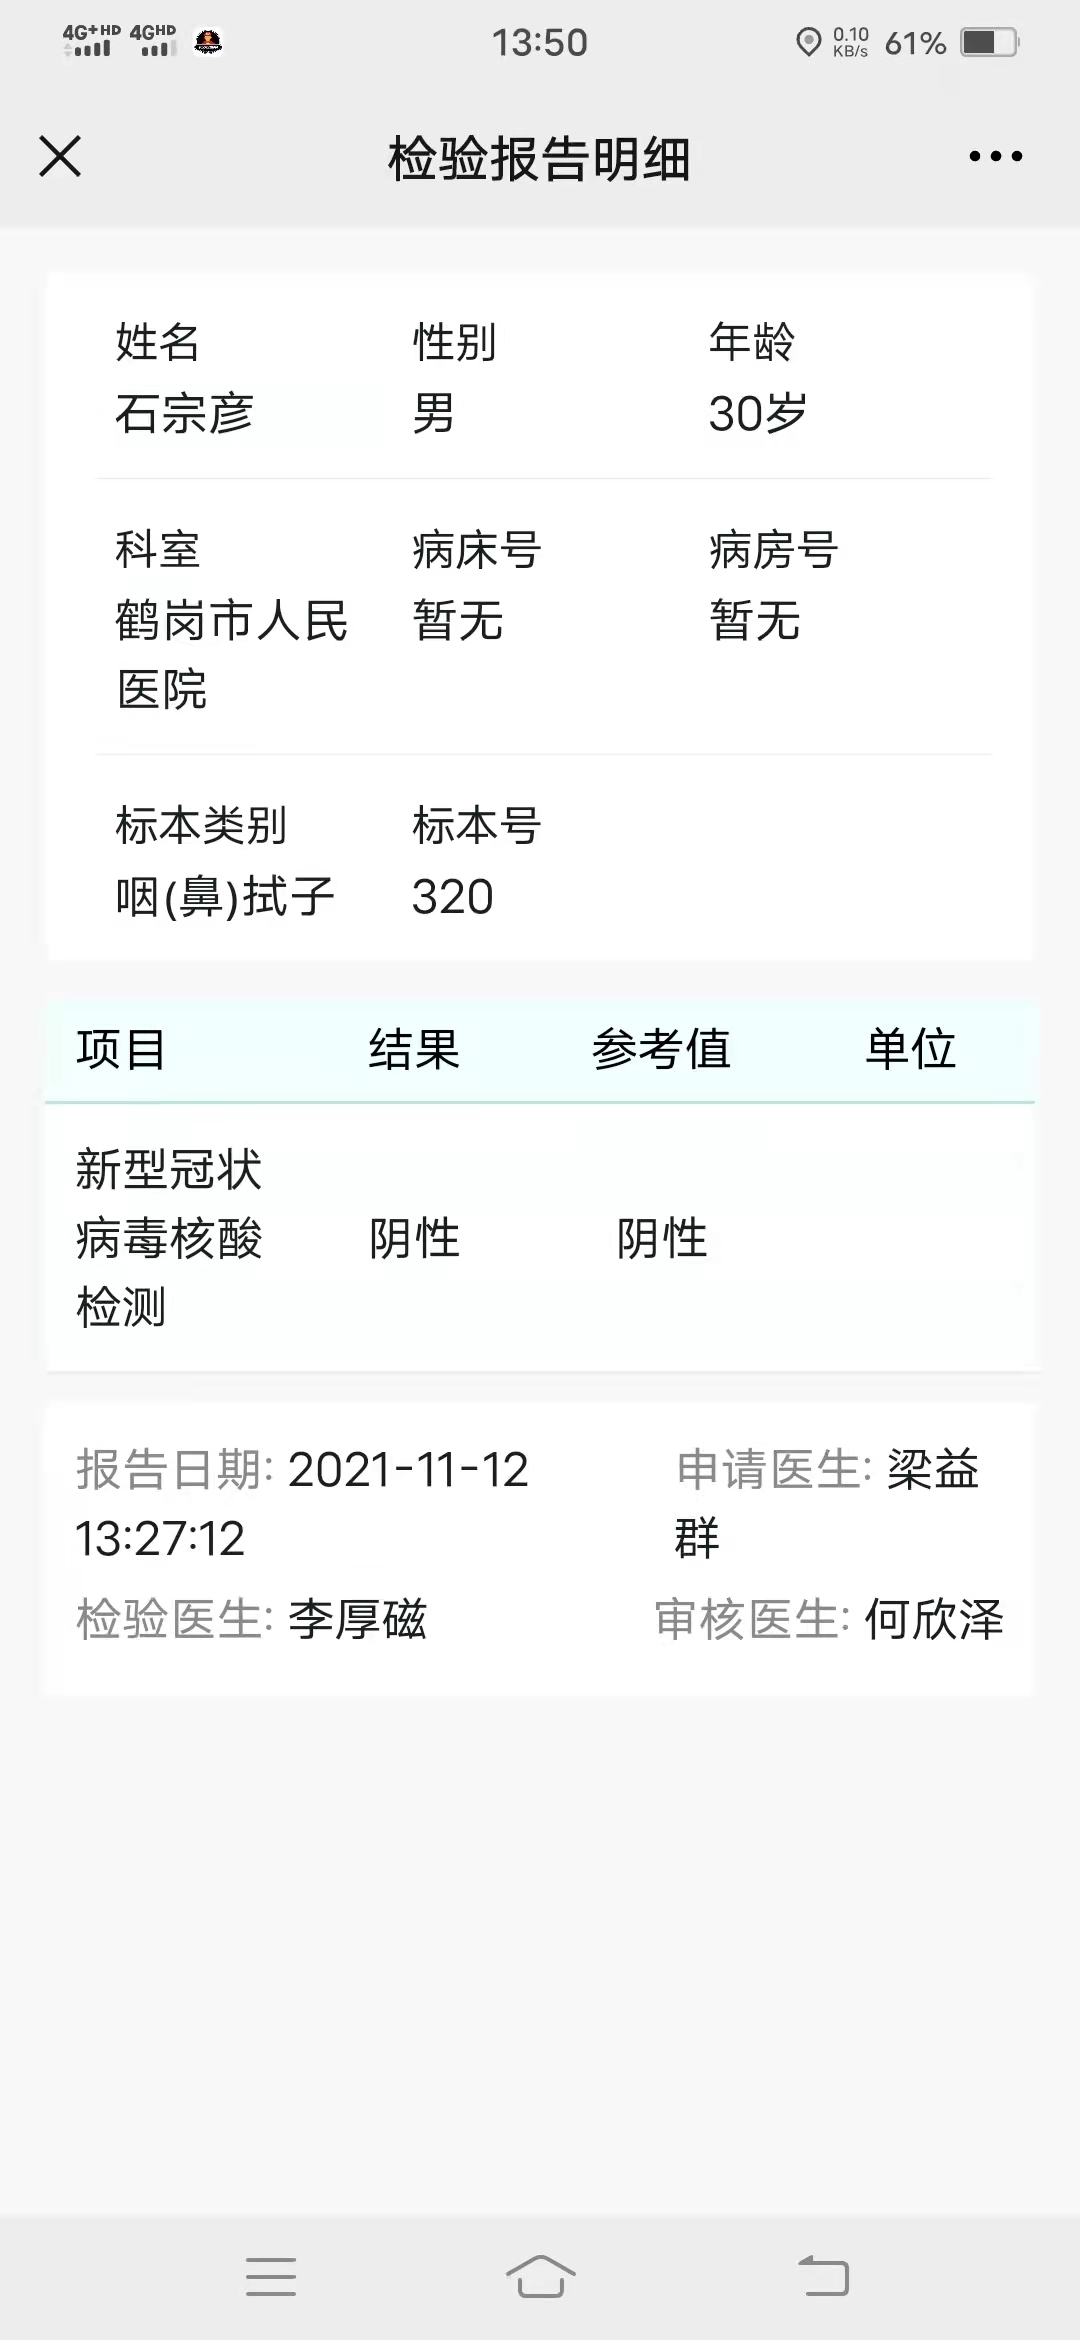 4G+HD 4GHD 13:50 0.10 KB/s 61%
检验报告明细
姓名 性别 年龄
石宗彦 男 30岁
科室 病床号 病房号
鹤岗市人民 暂无 暂无
医院
标本类别 标本号
咽(鼻)拭子 320
项目 结果 参考值 单位
新型冠状
病毒核酸 阴性 阴性
检测
报告日期: 2021-11-12 申请医生: 梁益
13:27:12 群
检验医生: 李厚磁 审核医生: 何欣泽